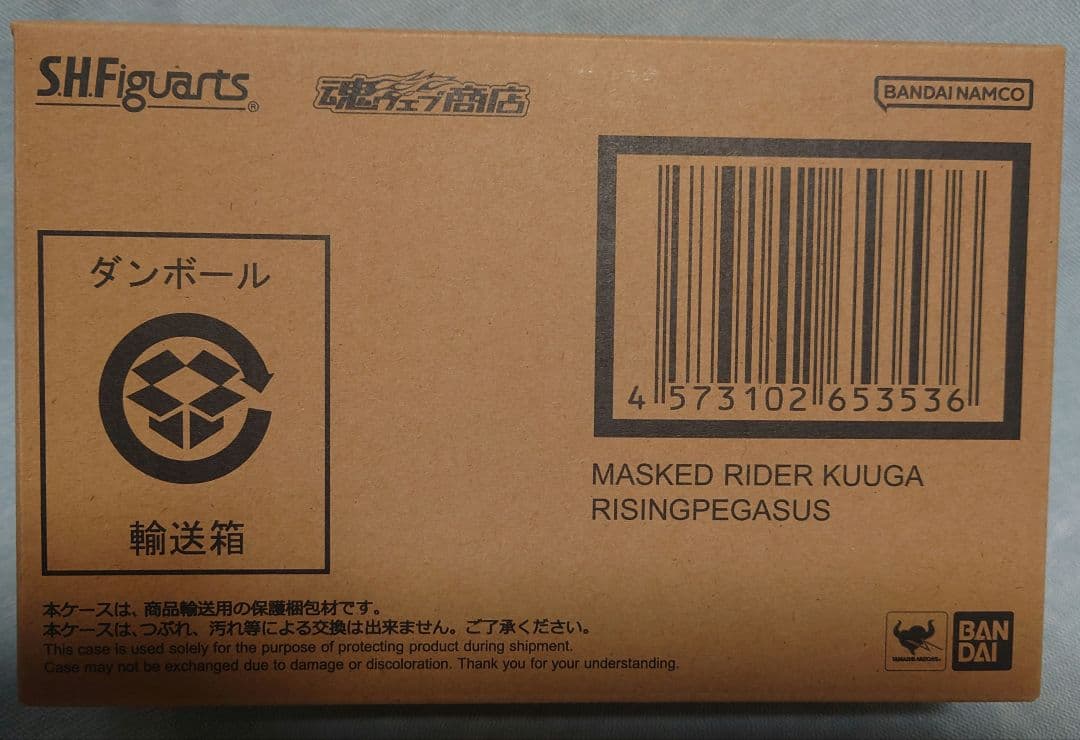 S.H.Figuarts®
魂ウェブ商店
BANDAI NAMCO
ダンボール
輸送箱
4 573102 653536
MASKED RIDER KUUGA
RISINGPEGASUS
本ケースは、商品輸送用の保護梱包材です。
本ケースは、つぶれ、汚れ等による交換は出来ません。ご了承ください。
This case is used solely for the purpose of protecting product during shipment.
Case may not be exchanged due to damage or discoloration. Thank you for your understanding.
TAMASHII NATIONS
BAN
DAI